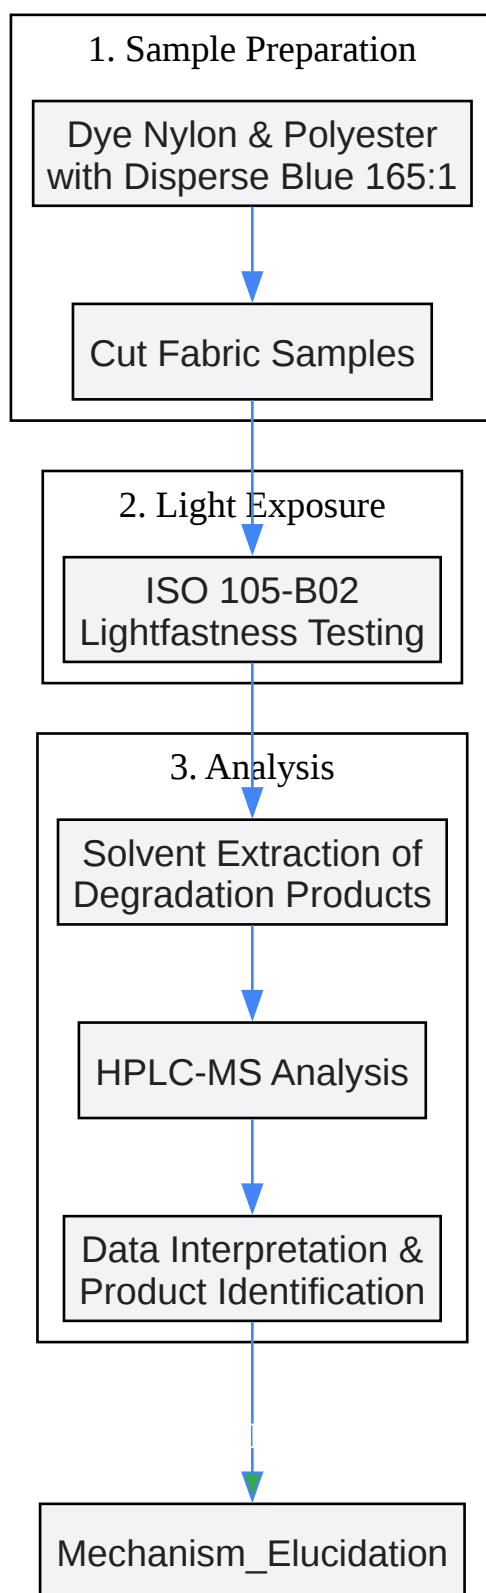 1. Sample Preparation
Dye Nylon & Polyester
with Disperse Blue 165:1
Cut Fabric Samples
2. Light Exposure
ISO 105-B02
Lightfastness Testing
3. Analysis
Solvent Extraction of
Degradation Products
HPLC-MS Analysis
Data Interpretation &
Product Identification
Mechanism_Elucidation